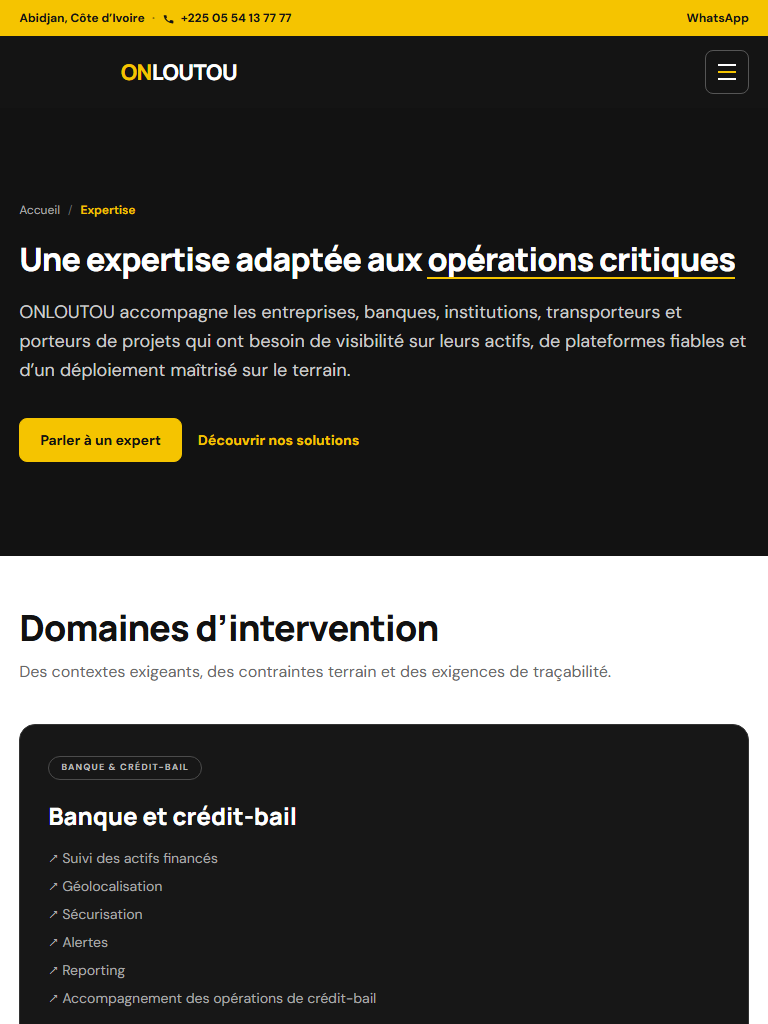 Abidjan, Côte d’Ivoire · +225 05 54 13 77 77 WhatsApp
ONLOUTOU
Accueil / Expertise
Une expertise adaptée aux opérations critiques
ONLOUTOU accompagne les entreprises, banques, institutions, transporteurs et
porteurs de projets qui ont besoin de visibilité sur leurs actifs, de plateformes fiables et
d’un déploiement maîtrisé sur le terrain.
Parler à un expert Découvrir nos solutions
Domaines d’intervention
Des contextes exigeants, des contraintes terrain et des exigences de traçabilité.
BANQUE & CRÉDIT-BAIL
Banque et crédit-bail
↗ Suivi des actifs financés
↗ Géolocalisation
↗ Sécurisation
↗ Alertes
↗ Reporting
↗ Accompagnement des opérations de crédit-bail